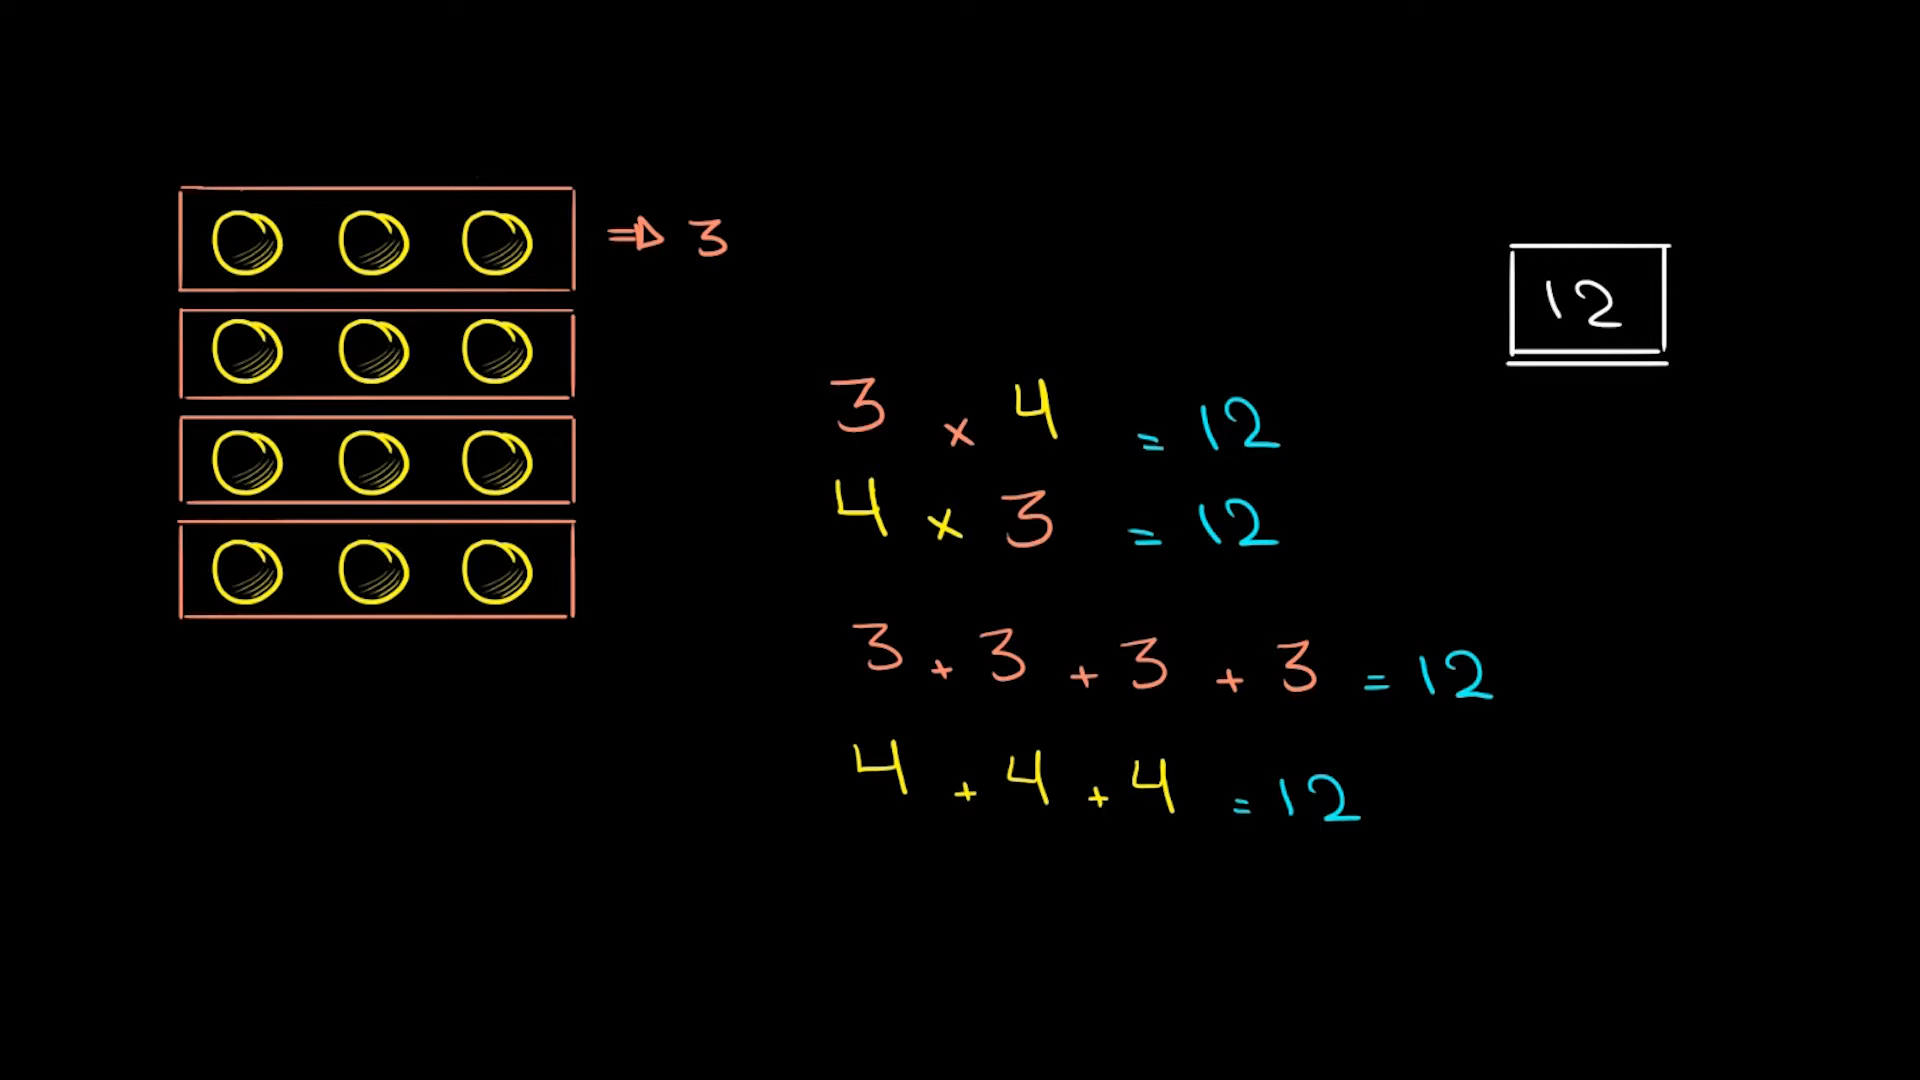 ⇒ 3
12
3 × 4 = 12
4 × 3 = 12
3 + 3 + 3 + 3 = 12
4 + 4 + 4 = 12